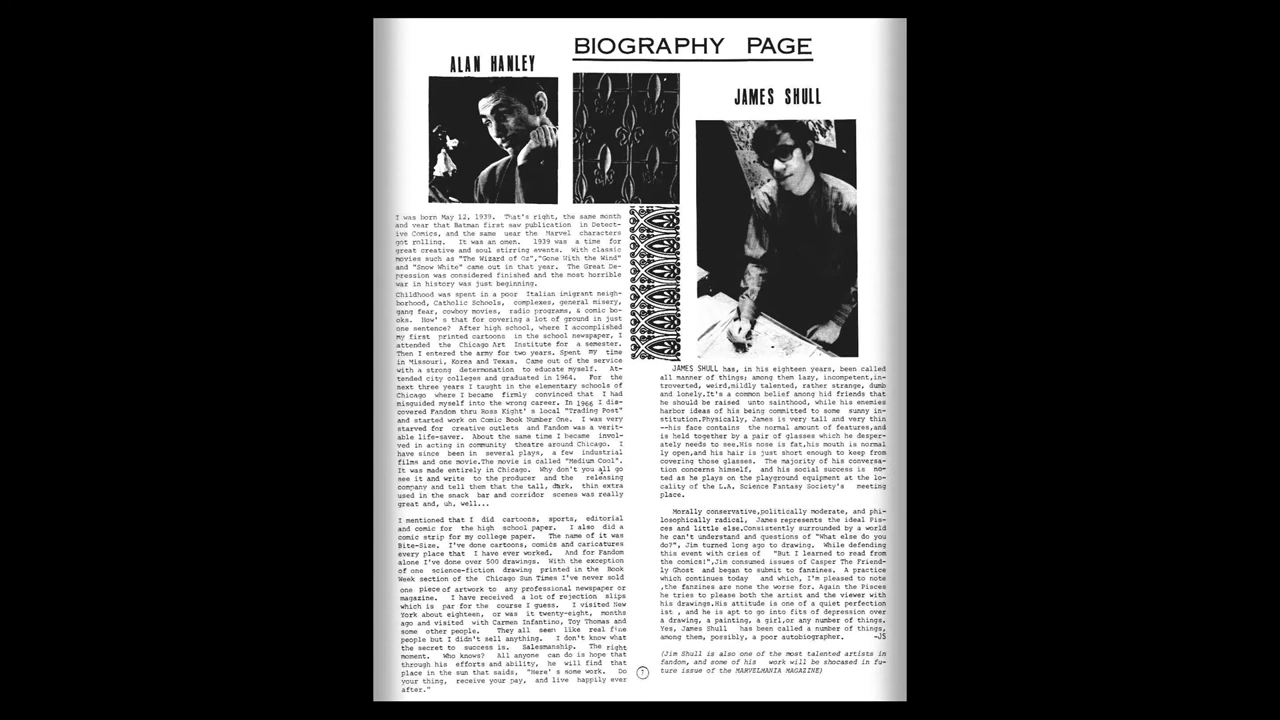 BIOGRAPHY PAGE
ALAN HANLEY
I was born May 12, 1939. That's right, the same month
and year that Batman first saw publication in Detect-
ive Comics, and the same uear the Marvel characters
got rolling. It was an omen. 1939 was a time for
great creative and soul stirring events. With classic
movies such as "The Wizard of Oz","Gone With the Wind"
and "Snow White" came out in that year. The Great De-
pression was considered finished and the most horrible
war in history was just beginning.
Childhood was spent in a poor Italian imigrant neigh-
borhood, Catholic Schools, complexes, general misery,
gang fear, cowboy movies, radio programs, & comic bo-
oks. How's that for covering a lot of ground in just
one sentence? After high school, where I accomplished
my first printed cartoons in the school newspaper, I
attended the Chicago Art Institute for a semester.
Then I entered the army for two years. Spent my time
in Missouri, Korea and Texas. Came out of the service
with a strong determonation to educate myself. At-
tended city colleges and graduated in 1964. For the
next three years I taught in the elementary schools of
Chicago where I became firmly convinced that I had
misguided myself into the wrong career. In 1966 I dis-
covered Fandom thru Ross Kight's local "Trading Post"
and started work on Comic Book Number One. I was very
starved for creative outlets and Fandom was a verit-
able life-saver. About the same time I became invol-
ved in acting in community theatre around Chicago. I
have since been in several plays, a few industrial
films and one movie.The movie is called "Medium Cool".
It was made entirely in Chicago. Why don't you all go
see it and write to the producer and the releasing
company and tell them that the tall, dark, thin extra
used in the snack bar and corridor scenes was really
great and, uh, well...
I mentioned that I did cartoons, sports, editorial
and comic for the high school paper. I also did a
comic strip for my college paper. The name of it was
Bite-Size. I've done cartoons, comics and caricatures
every place that I have ever worked. And for Fandom
alone I've done over 500 drawings. With the exception
of one science-fiction drawing printed in the Book
Week section of the Chicago Sun Times I've never sold
one piece of artwork to any professional newspaper or
magazine. I have received a lot of rejection slips
which is par for the course I guess. I visited New
York about eighteen, or was it twenty-eight, months
ago and visited with Carmen Infantino, Toy Thomas and
some other people. They all seem like real fine
people but I didn't sell anything. I don't know what
the secret to success is. Salesmanship. The right
moment. Who knows? All anyone can do is hope that
through his efforts and ability, he will find that
place in the sun that saids, "Here's some work. Do
your thing, receive your pay, and live happily ever
after."
JAMES SHULL
JAMES SHULL has, in his eighteen years, been called
all manner of things; among them lazy, incompetent,in-
troverted, weird,mildly talented, rather strange, dumb
and lonely.It's a common belief among hid friends that
he should be raised unto sainthood, while his enemies
harbor ideas of his being committed to some sunny in-
stitution.Physically, James is very tall and very thin
--his face contains the normal amount of features,and
is held together by a pair of glasses which he desper-
ately needs to see.His nose is fat,his mouth is normal
ly open,and his hair is just short enough to keep from
covering those glasses. The majority of his conversa-
tion concerns himself, and his social success is no-
ted as he plays on the playground equipment at the lo-
cality of the L.A. Science Fantasy Society's meeting
place.
Morally conservative,politically moderate, and phi-
losophically radical, James represents the ideal Pis-
ces and little else.Consistently surrounded by a world
he can't understand and questions of "What else do you
do?", Jim turned long ago to drawing. While defending
this event with cries of "But I learned to read from
the comics!",Jim consumed issues of Casper The Friend-
ly Ghost and began to submit to fanzines. A practice
which continues today and which, I'm pleased to note
,the fanzines are none the worse for. Again the Pisces
he tries to please both the artist and the viewer with
his drawings.His attitude is one of a quiet perfection
ist , and he is apt to go into fits of depression over
a drawing, a painting, a girl,or any number of things.
Yes, James Shull has been called a number of things,
among them, possibly, a poor autobiographer. -JS
(Jim Shull is also one of the most talented artists in
fandom, and some of his work will be shocased in fu-
ture issue of the MARVELMANIA MAGAZINE)
7